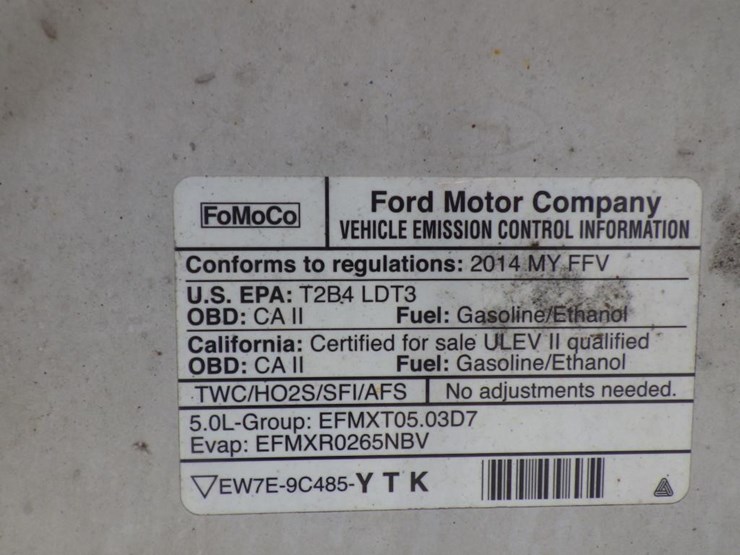 FoMoCo
Ford Motor Company
VEHICLE EMISSION CONTROL INFORMATION
Conforms to regulations: 2014 MY FFV
U.S. EPA: T2B4 LDT3
OBD: CA II Fuel: Gasoline/Ethanol
California: Certified for sale ULEV II qualified
OBD: CA II Fuel: Gasoline/Ethanol
TWC/HO2S/SFI/AFS No adjustments needed.
5.0L-Group: EFMXT05.03D7
Evap: EFMXR0265NBV
EW7E-9C485-Y T K